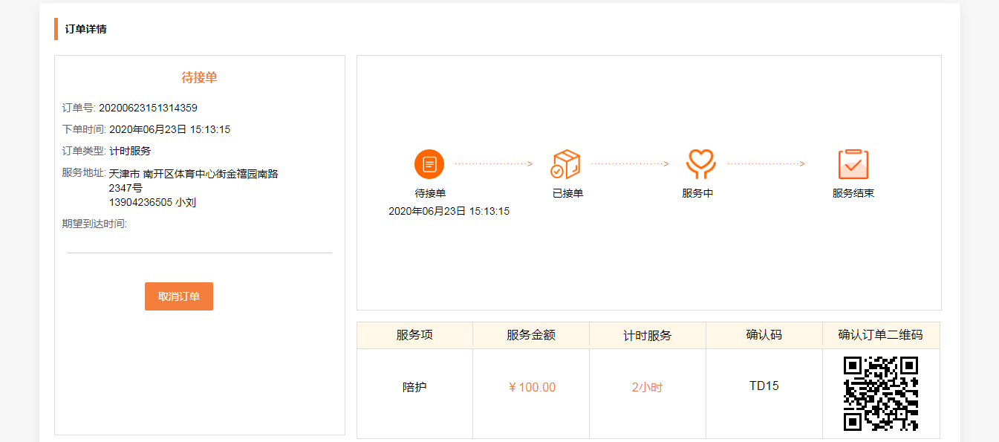 订单详情
待接单
订单号: 20200623151314359
下单时间: 2020年06月23日 15:13:15
订单类型: 计时服务
服务地址: 天津市 南开区体育中心街金禧园南路
2347号
13904236505 小刘
期望到达时间:
取消订单
待接单
2020年06月23日 15:13:15
已接单
服务中
服务结束
服务项 服务金额 计时服务 确认码 确认订单二维码
陪护 ¥ 100.00 2小时 TD15